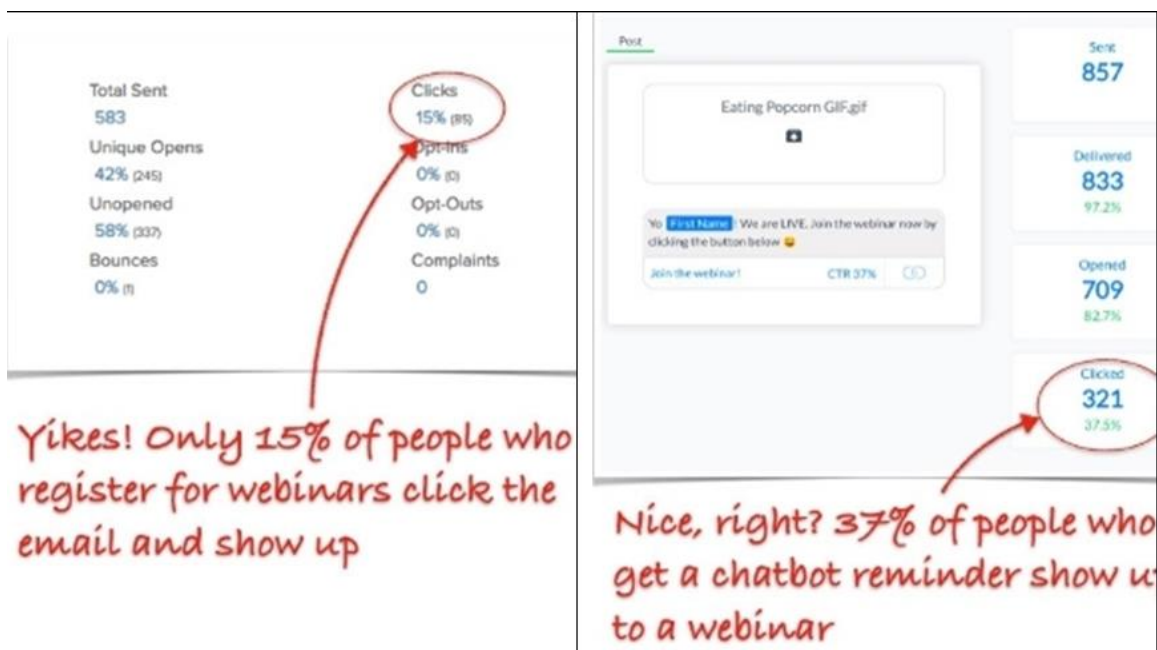 Total Sent
583
Unique Opens
42% (245)
Unopened
58% (337)
Bounces
0% (1)
Clicks
15% (85)
Opt-Ins
0% (0)
Opt-Outs
0% (0)
Complaints
0
Yikes! Only 15% of people who
register for webinars click the
email and show up
Post
Eating Popcorn GIF.gif
Yo First Name ! We are LIVE. Join the webinar now by
clicking the button below 😀
Join the webinar!
CTR 37%
Sent
857
Delivered
833
97.2%
Opened
709
82.7%
Clicked
321
37.5%
Nice, right? 37% of people who
get a chatbot reminder show u
to a webinar